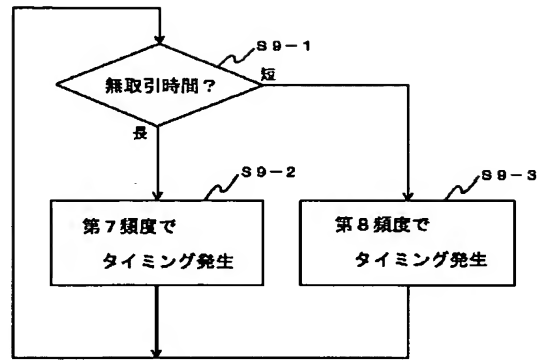 S9-1
無取引時間？
短
長
S9-2
第7頻度で
タイミング発生
S9-3
第8頻度で
タイミング発生